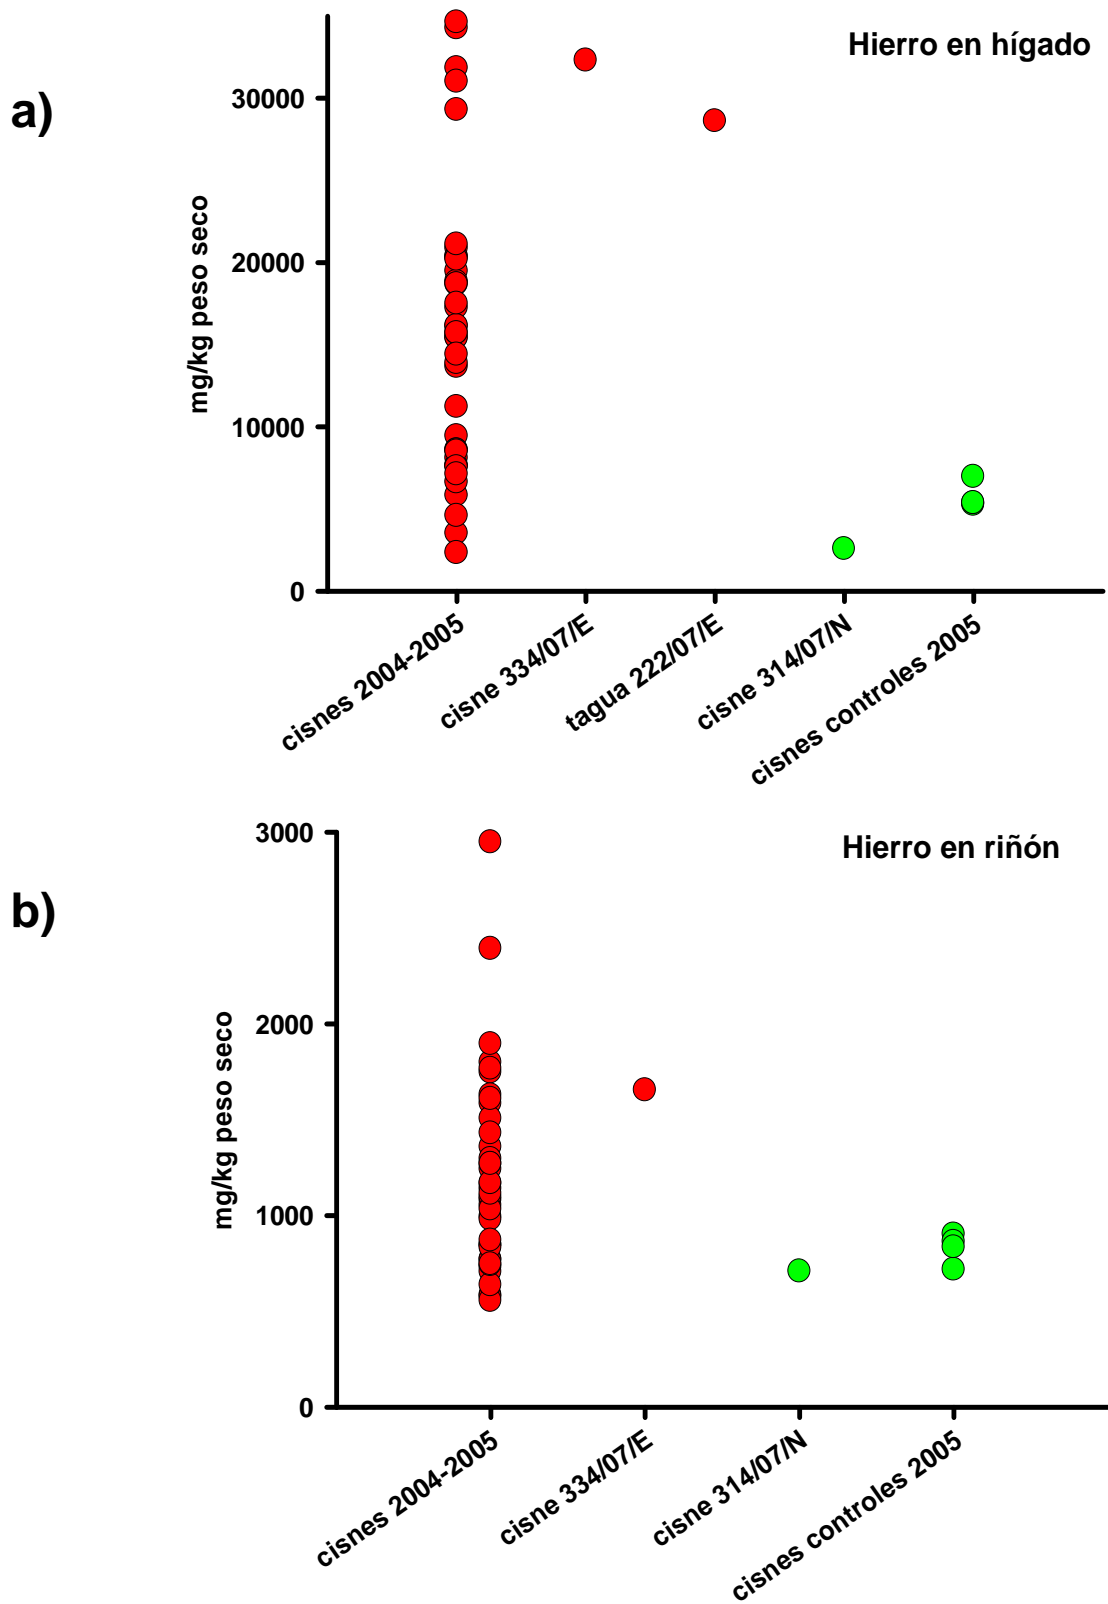 a)
Hierro en hígado
mg/kg peso seco
30000
20000
10000
0
cisnes 2004-2005
cisne 334/07/E
tagua 222/07/E
cisne 314/07/N
cisnes controles 2005
b)
Hierro en riñón
mg/kg peso seco
3000
2000
1000
0
cisnes 2004-2005
cisne 334/07/E
cisne 314/07/N
cisnes controles 2005